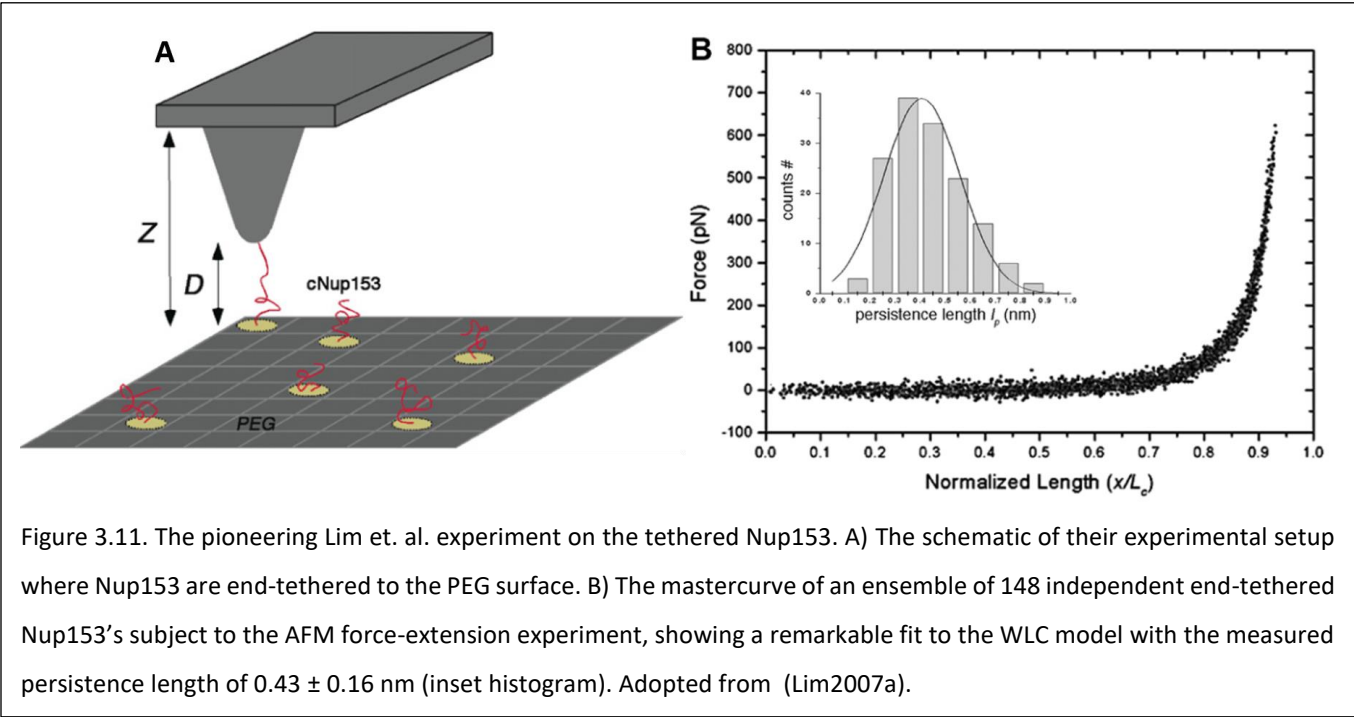 A
Z
D
cNup153
PEG
B
800
700
600
500
400
300
200
100
0
-100
Force (pN)
40
30
20
10
0
counts #
0.0 0.1 0.2 0.3 0.4 0.5 0.6 0.7 0.8 0.9 1.0
persistence length lp (nm)
0.0 0.1 0.2 0.3 0.4 0.5 0.6 0.7 0.8 0.9 1.0
Normalized Length (x/Lc)
Figure 3.11. The pioneering Lim et. al. experiment on the tethered Nup153. A) The schematic of their experimental setup
where Nup153 are end-tethered to the PEG surface. B) The mastercurve of an ensemble of 148 independent end-tethered
Nup153’s subject to the AFM force-extension experiment, showing a remarkable fit to the WLC model with the measured
persistence length of 0.43 ± 0.16 nm (inset histogram). Adopted from (Lim2007a).